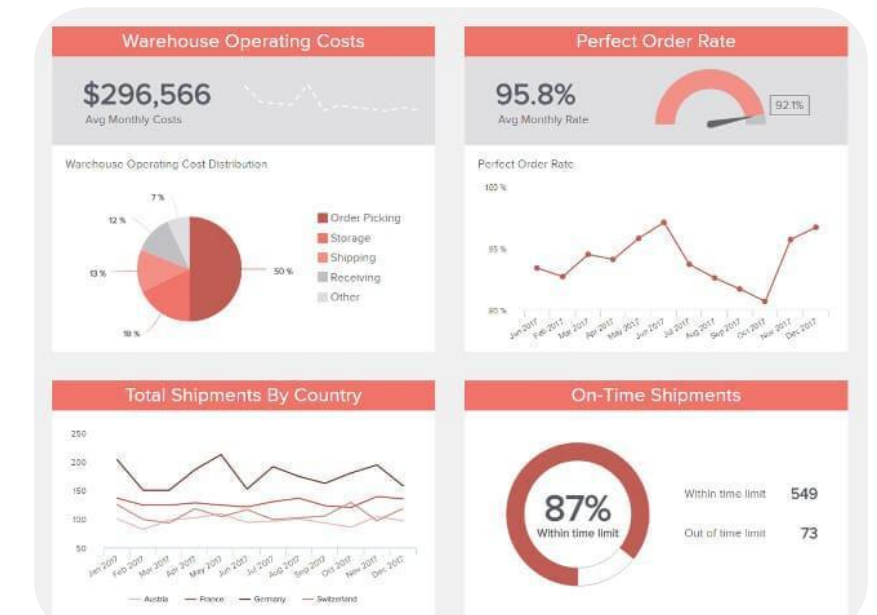 Warehouse Operating Costs
$296,566
Avg Monthly Costs
Warehouse Operating Cost Distribution
7 %
12 %
13 %
18 %
50 %
Order Picking
Storage
Shipping
Receiving
Other
Perfect Order Rate
95.8%
Avg Monthly Rate
92.1%
Perfect Order Rate
100 %
95 %
90 %
Jan 2017 Feb 2017 Mar 2017 Apr 2017 May 2017 Jun 2017 Jul 2017 Aug 2017 Sep 2017 Oct 2017 Nov 2017 Dec 2017
Total Shipments By Country
250
200
150
100
50
Jan 2017 Feb 2017 Mar 2017 Apr 2017 May 2017 Jun 2017 Jul 2017 Aug 2017 Sep 2017 Oct 2017 Nov 2017 Dec 2017
Austria France Germany Switzerland
On-Time Shipments
87%
Within time limit
Within time limit 549
Out of time limit 73